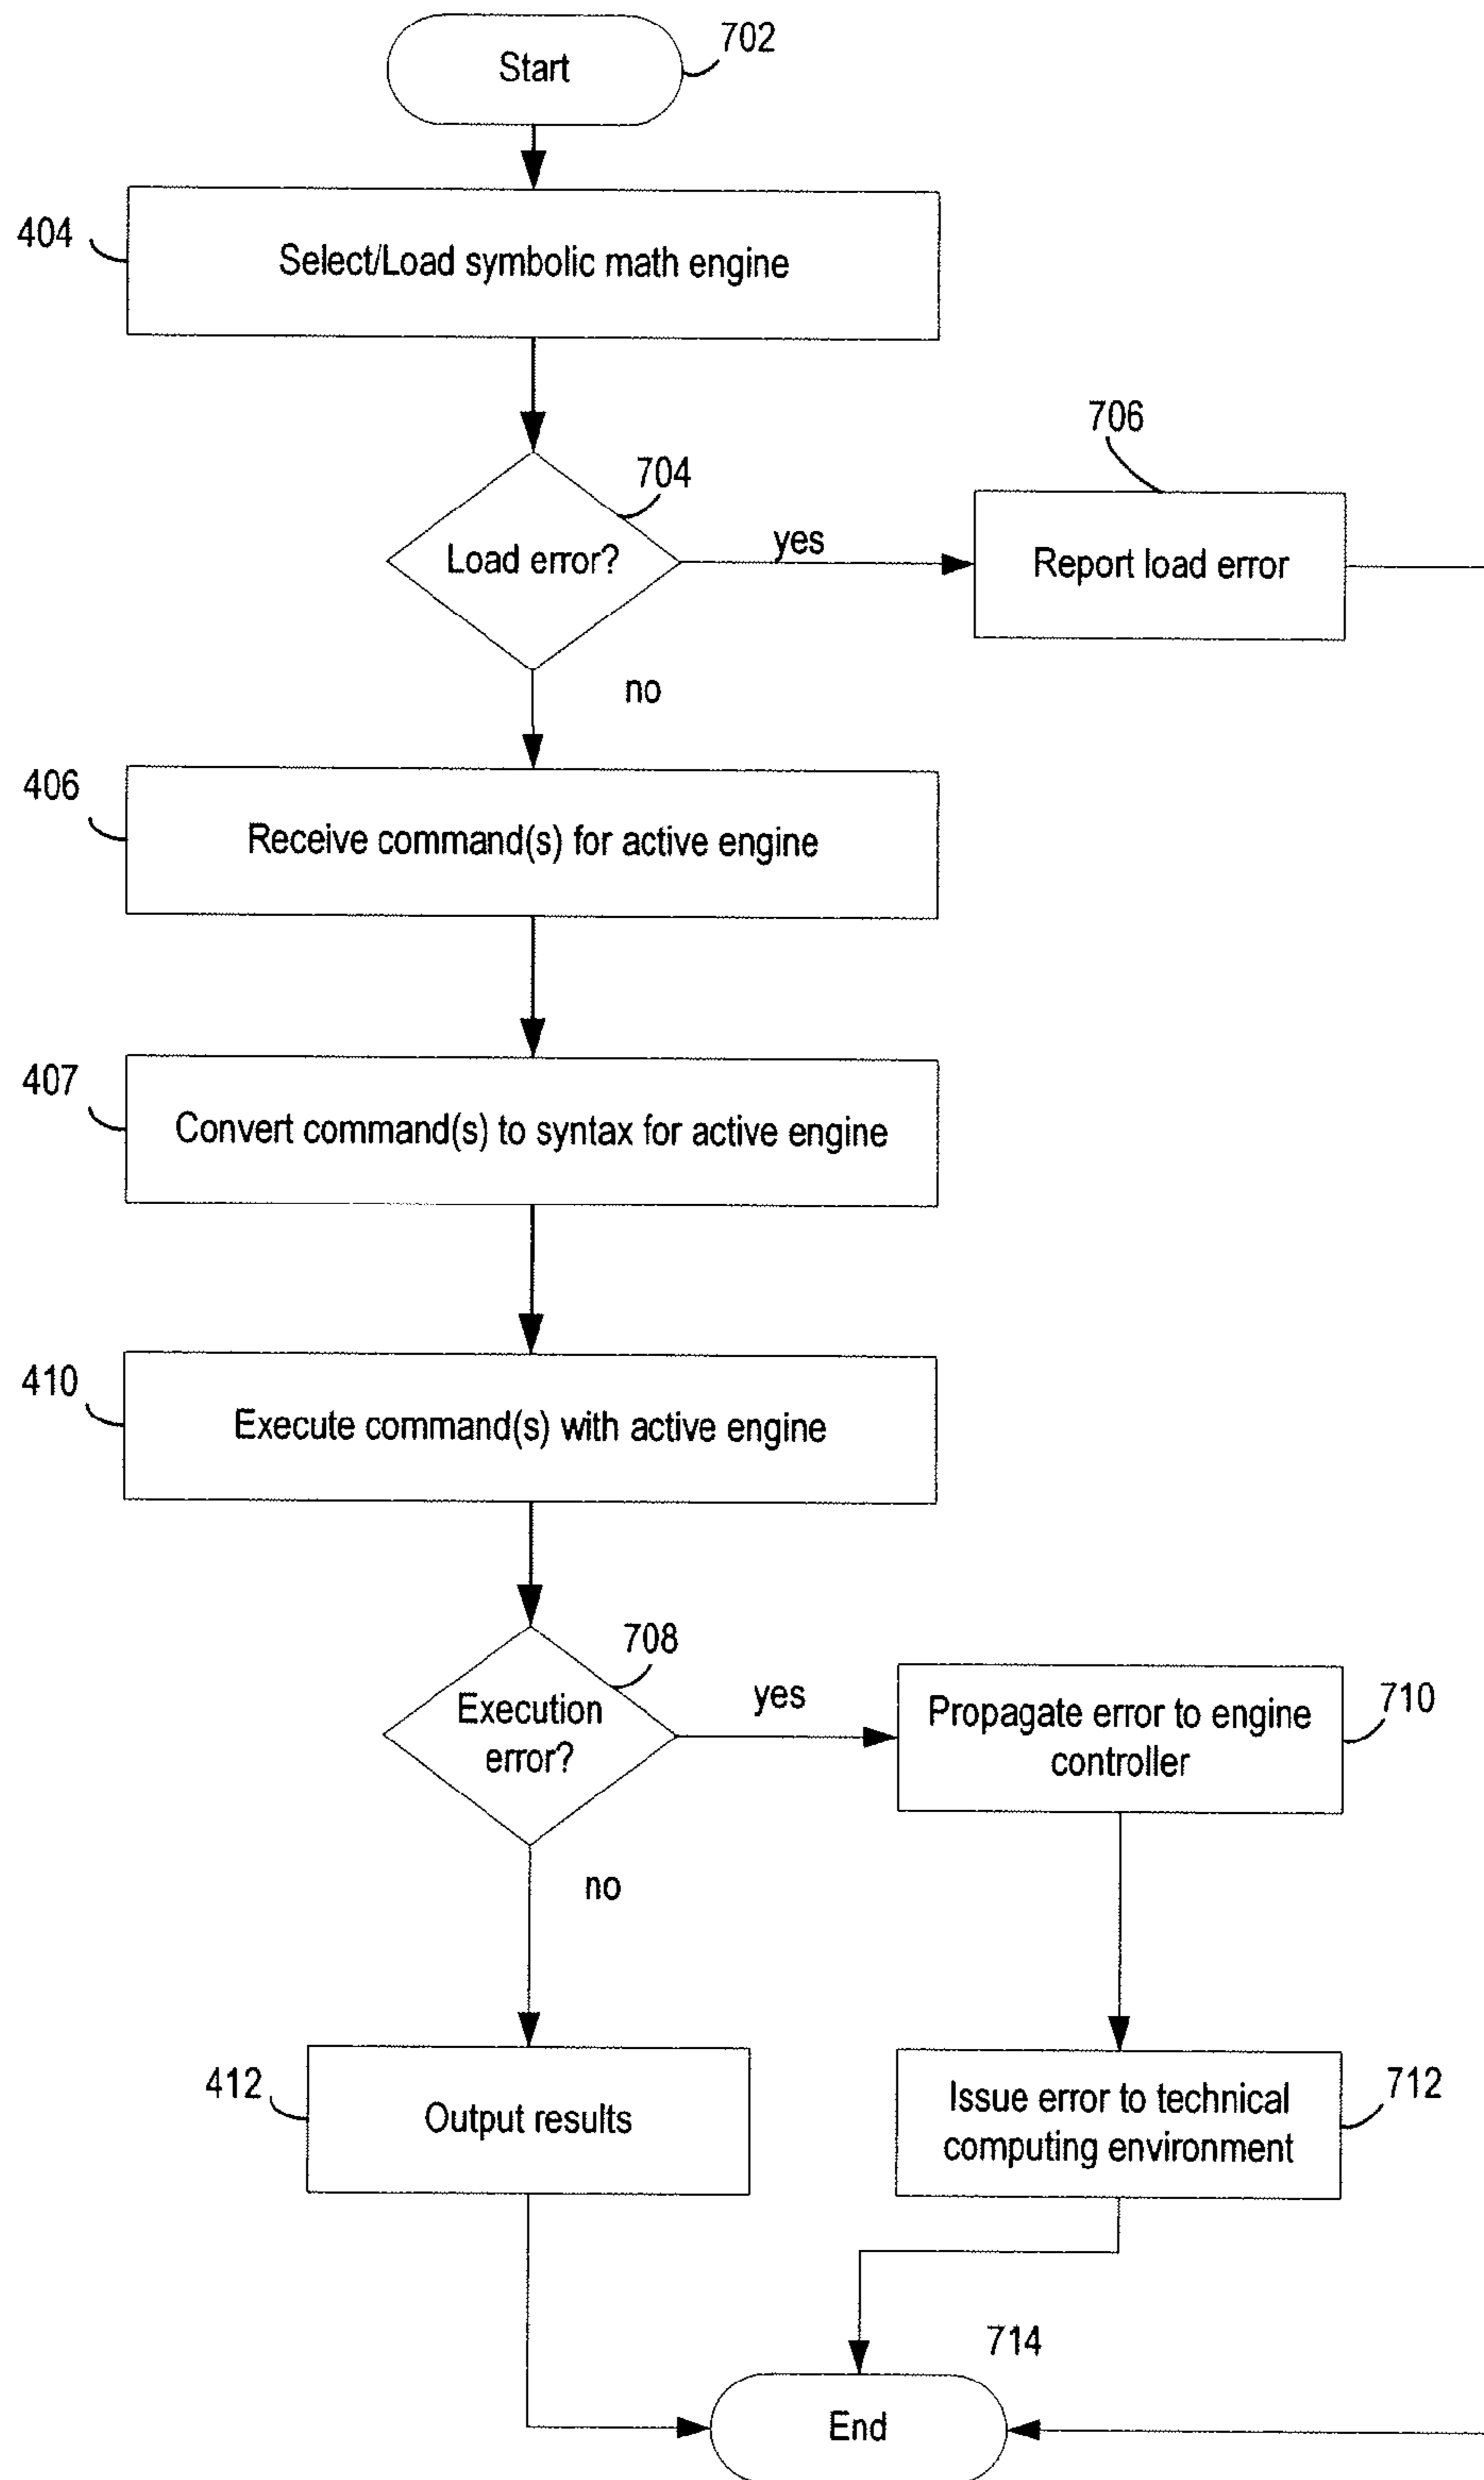 Start
702
404
Select/Load symbolic math engine
704
Load error?
yes
706
Report load error
no
406
Receive command(s) for active engine
407
Convert command(s) to syntax for active engine
410
Execute command(s) with active engine
708
Execution
error?
yes
Propagate error to engine
controller
710
no
412
Output results
Issue error to technical
computing environment
712
714
End